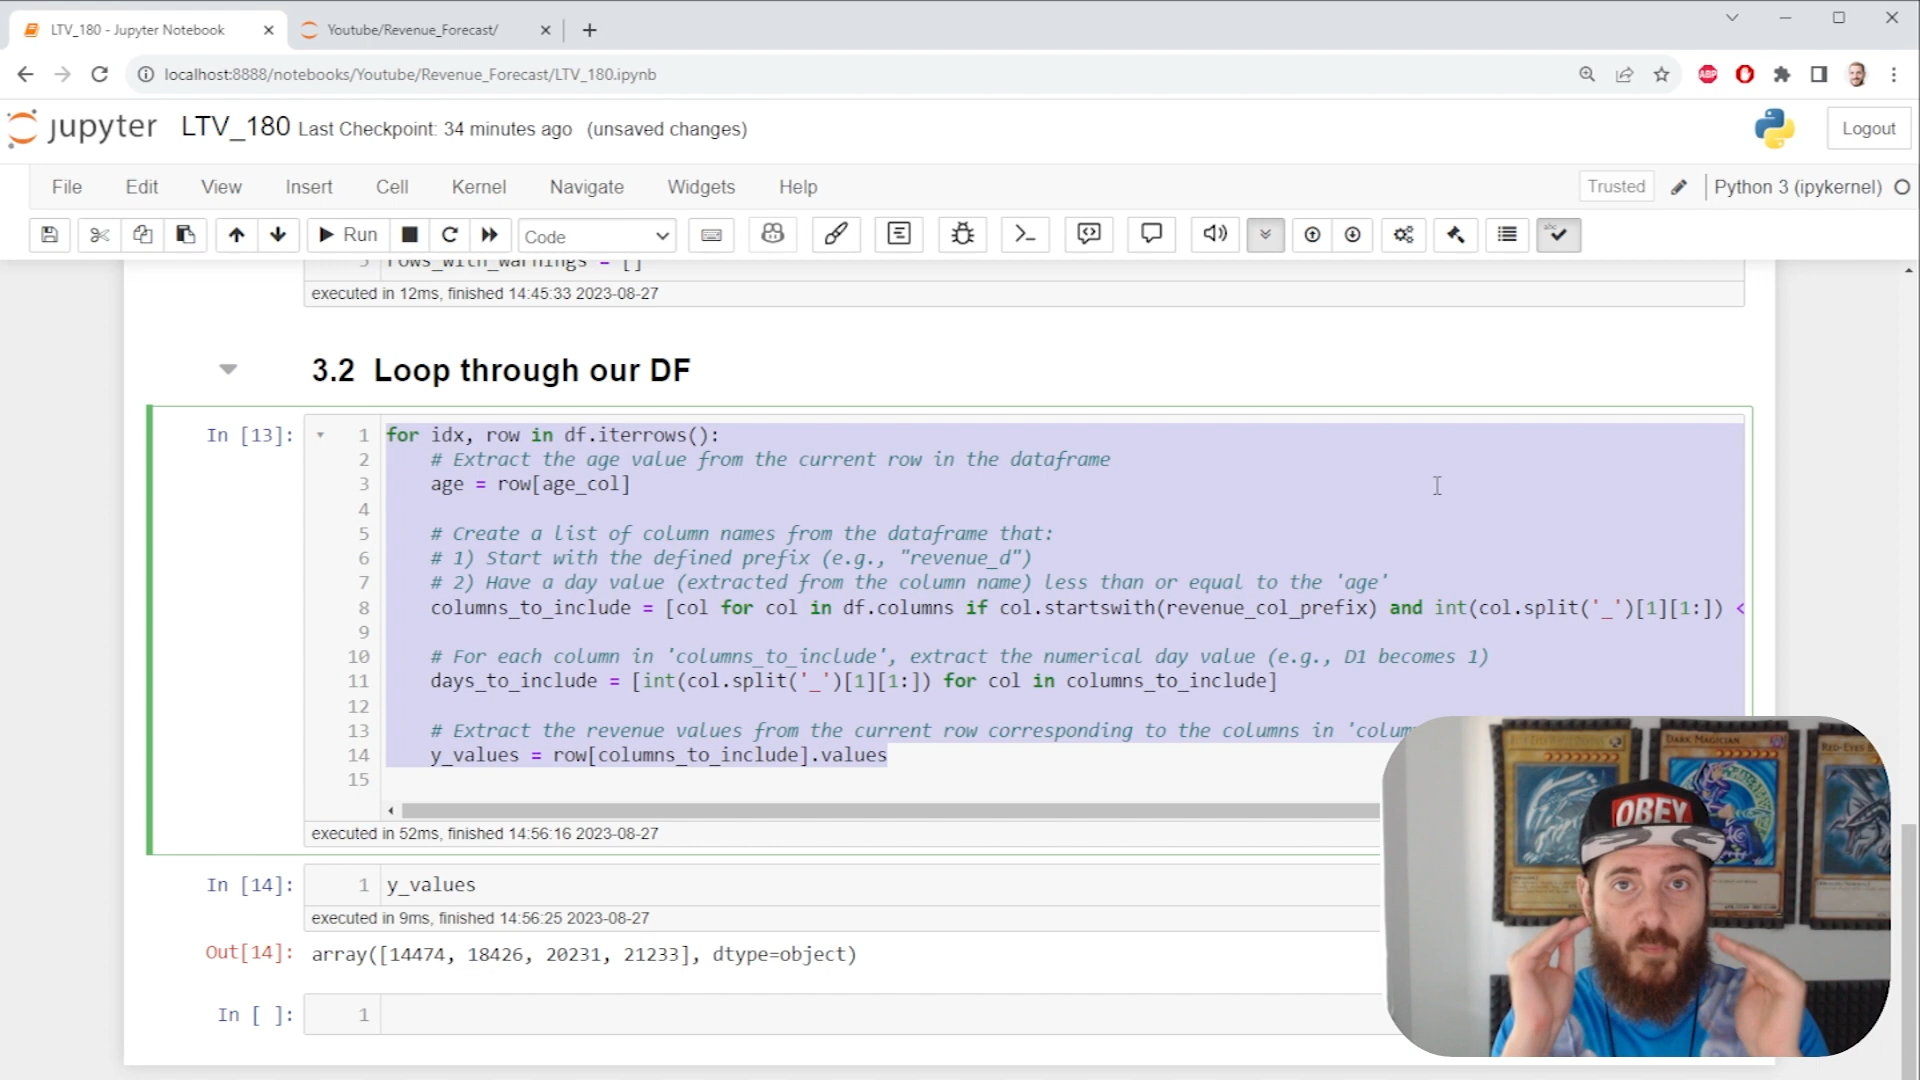 LTV_180 - Jupyter Notebook
Youtube/Revenue_Forecast/
localhost:8888/notebooks/Youtube/Revenue_Forecast/LTV_180.ipynb
ABP
jupyter LTV_180 Last Checkpoint: 34 minutes ago (unsaved changes)
Logout
File Edit View Insert Cell Kernel Navigate Widgets Help
Trusted
Python 3 (ipykernel)
Run
Code
abc
5 rows_with_warnings = []
executed in 12ms, finished 14:45:33 2023-08-27
3.2 Loop through our DF
In [13]:
1 for idx, row in df.iterrows():
2 # Extract the age value from the current row in the dataframe
3 age = row[age_col]
4
5 # Create a list of column names from the dataframe that:
6 # 1) Start with the defined prefix (e.g., "revenue_d")
7 # 2) Have a day value (extracted from the column name) less than or equal to the 'age'
8 columns_to_include = [col for col in df.columns if col.startswith(revenue_col_prefix) and int(col.split('_')[1][1:]) <
9
10 # For each column in 'columns_to_include', extract the numerical day value (e.g., D1 becomes 1)
11 days_to_include = [int(col.split('_')[1][1:]) for col in columns_to_include]
12
13 # Extract the revenue values from the current row corresponding to the columns in 'colum
14 y_values = row[columns_to_include].values
15
executed in 52ms, finished 14:56:16 2023-08-27
In [14]:
1 y_values
executed in 9ms, finished 14:56:25 2023-08-27
Out[14]: array([14474, 18426, 20231, 21233], dtype=object)
In [ ]:
1
DARK MAGICIAN
RED-EYES B
OBEY